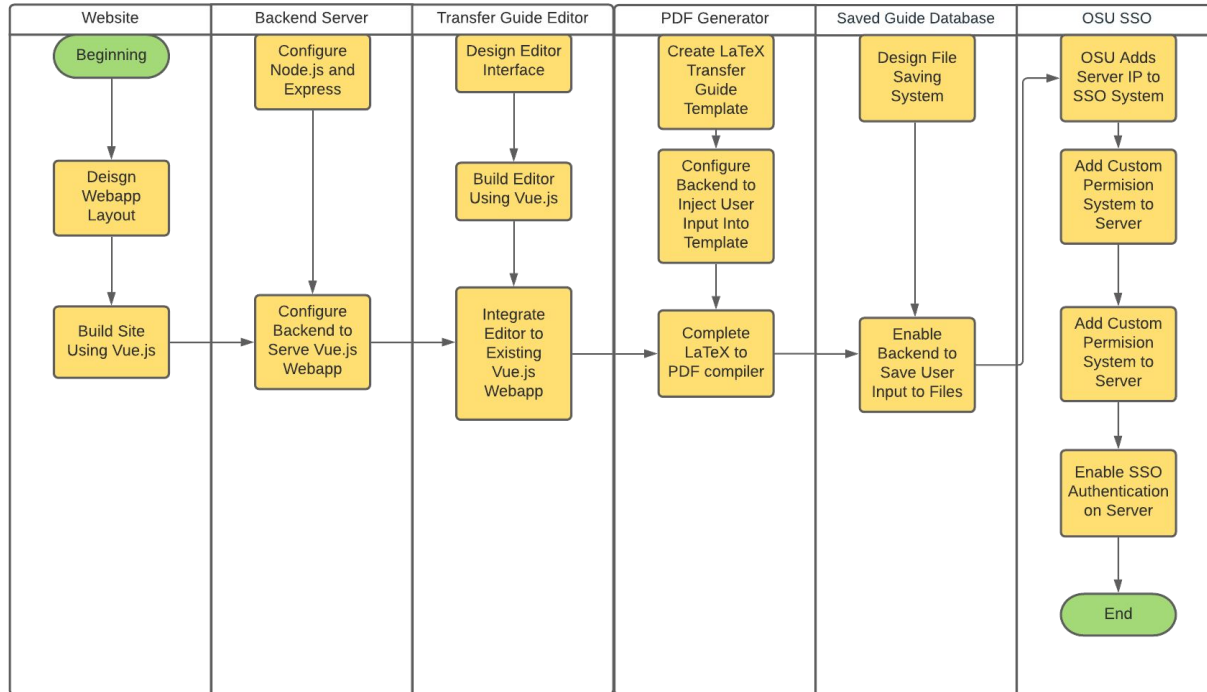 Website
Backend Server
Transfer Guide Editor
PDF Generator
Saved Guide Database
OSU SSO
Beginning
Deisgn
Webapp
Layout
Build Site
Using Vue.js
Configure
Node.js and
Express
Configure
Backend to
Serve Vue.js
Webapp
Design Editor
Interface
Build Editor
Using Vue.js
Integrate
Editor to
Existing
Vue.js
Webapp
Create LaTeX
Transfer
Guide
Template
Configure
Backend to
Inject User
Input Into
Template
Complete
LaTeX to
PDF compiler
Design File
Saving
System
Enable
Backend to
Save User
Input to Files
OSU Adds
Server IP to
SSO System
Add Custom
Permision
System to
Server
Add Custom
Permision
System to
Server
Enable SSO
Authentication
on Server
End